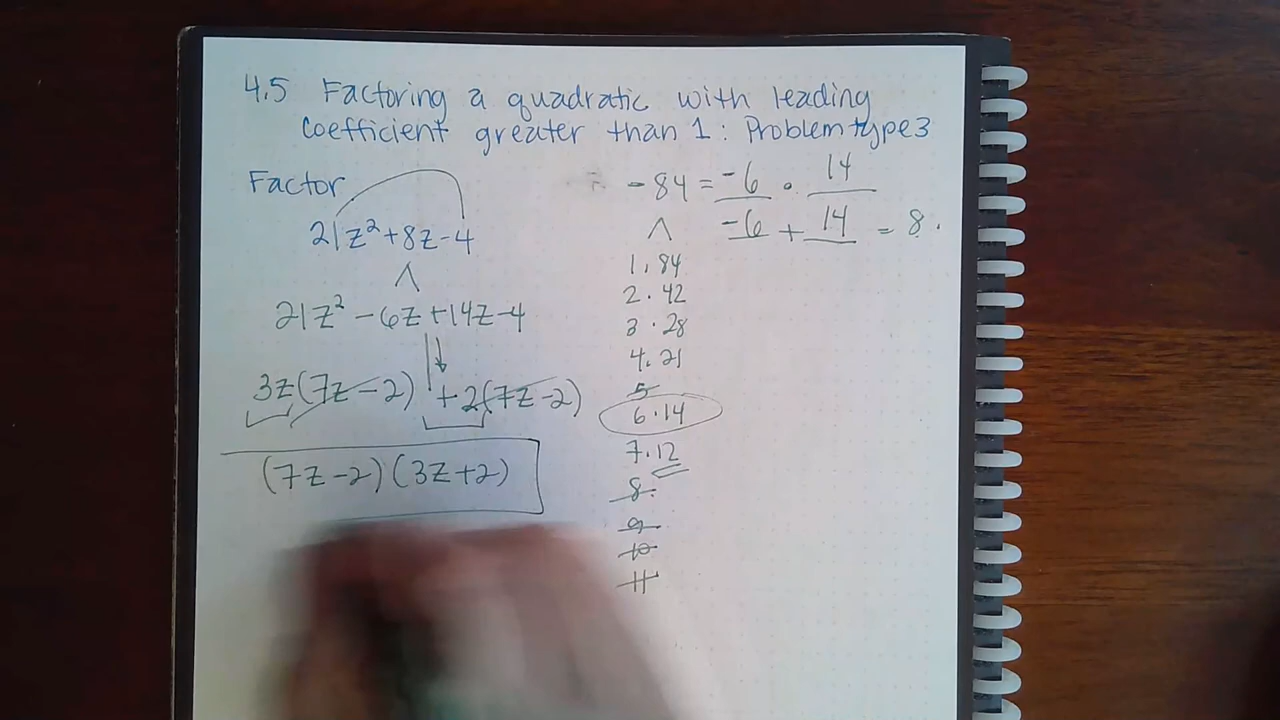 4.5 Factoring a quadratic with leading
coefficient greater than 1: Problem type 3
Factor
21z²+8z-4
21z²-6z+14z-4
3z(7z-2)+2(7z-2)
(7z-2)(3z+2)
-84=-6·14
-6+14=8.
1.84
2.42
3.28
4.21
5
6.14
7.12
8.
9
10
11